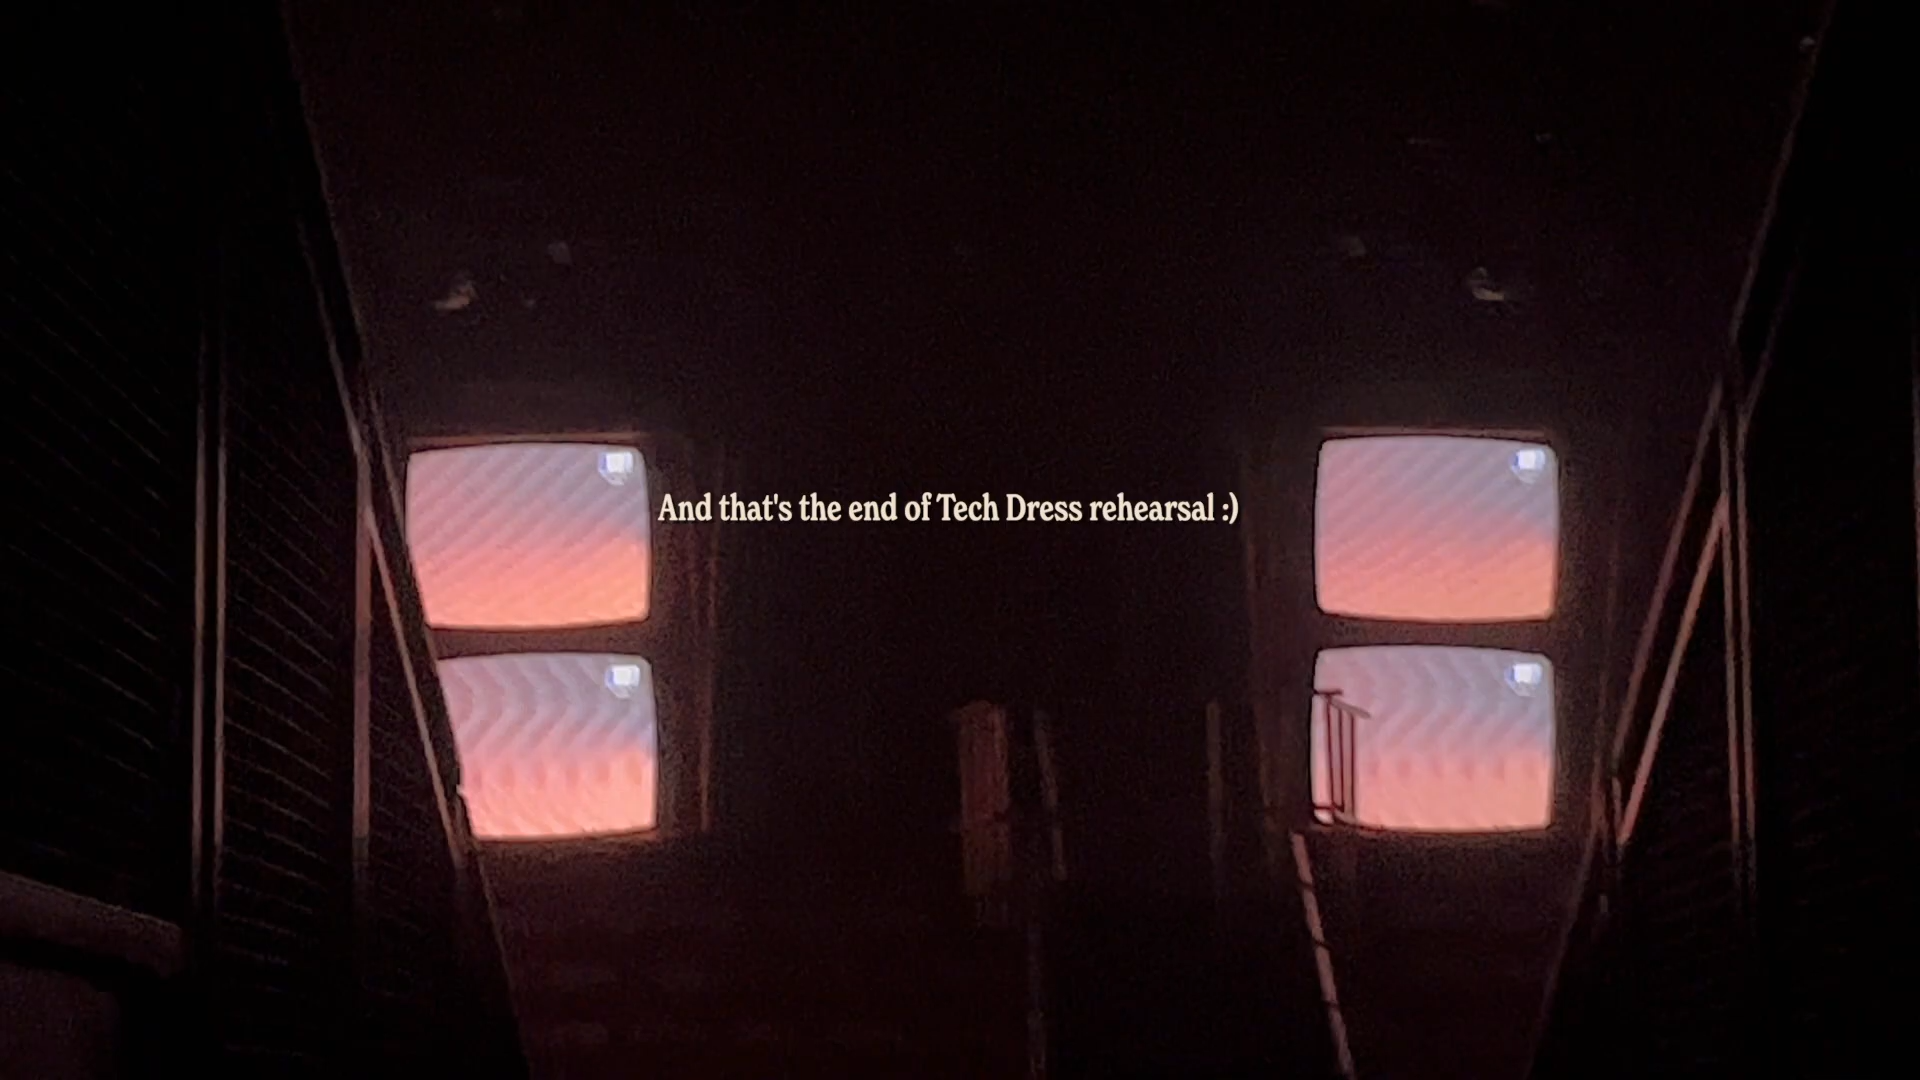 And that's the end of Tech Dress rehearsal :)